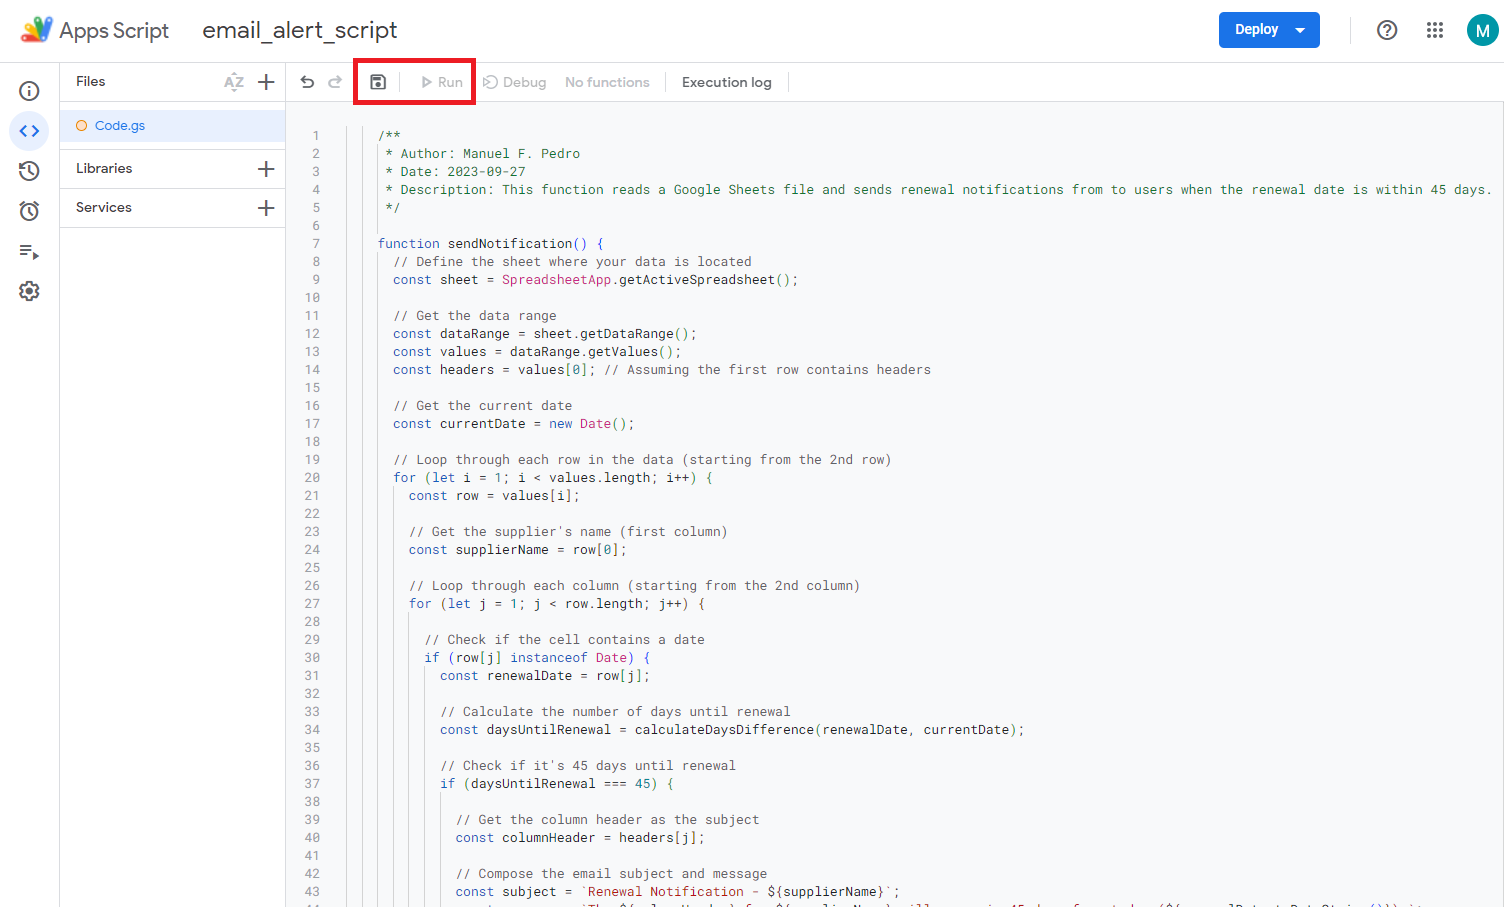 Apps Script email_alert_script Deploy M
Files AZ
Run Debug No functions Execution log
Code.gs
Libraries
Services
1 /**
2 * Author: Manuel F. Pedro
3 * Date: 2023-09-27
4 * Description: This function reads a Google Sheets file and sends renewal notifications from to users when the renewal date is within 45 days.
5 */
6
7 function sendNotification() {
8 // Define the sheet where your data is located
9 const sheet = SpreadsheetApp.getActiveSpreadsheet();
10
11 // Get the data range
12 const dataRange = sheet.getDataRange();
13 const values = dataRange.getValues();
14 const headers = values[0]; // Assuming the first row contains headers
15
16 // Get the current date
17 const currentDate = new Date();
18
19 // Loop through each row in the data (starting from the 2nd row)
20 for (let i = 1; i < values.length; i++) {
21 const row = values[i];
22
23 // Get the supplier's name (first column)
24 const supplierName = row[0];
25
26 // Loop through each column (starting from the 2nd column)
27 for (let j = 1; j < row.length; j++) {
28
29 // Check if the cell contains a date
30 if (row[j] instanceof Date) {
31 const renewalDate = row[j];
32
33 // Calculate the number of days until renewal
34 const daysUntilRenewal = calculateDaysDifference(renewalDate, currentDate);
35
36 // Check if it's 45 days until renewal
37 if (daysUntilRenewal === 45) {
38
39 // Get the column header as the subject
40 const columnHeader = headers[j];
41
42 // Compose the email subject and message
43 const subject = `Renewal Notification - ${supplierName}`;